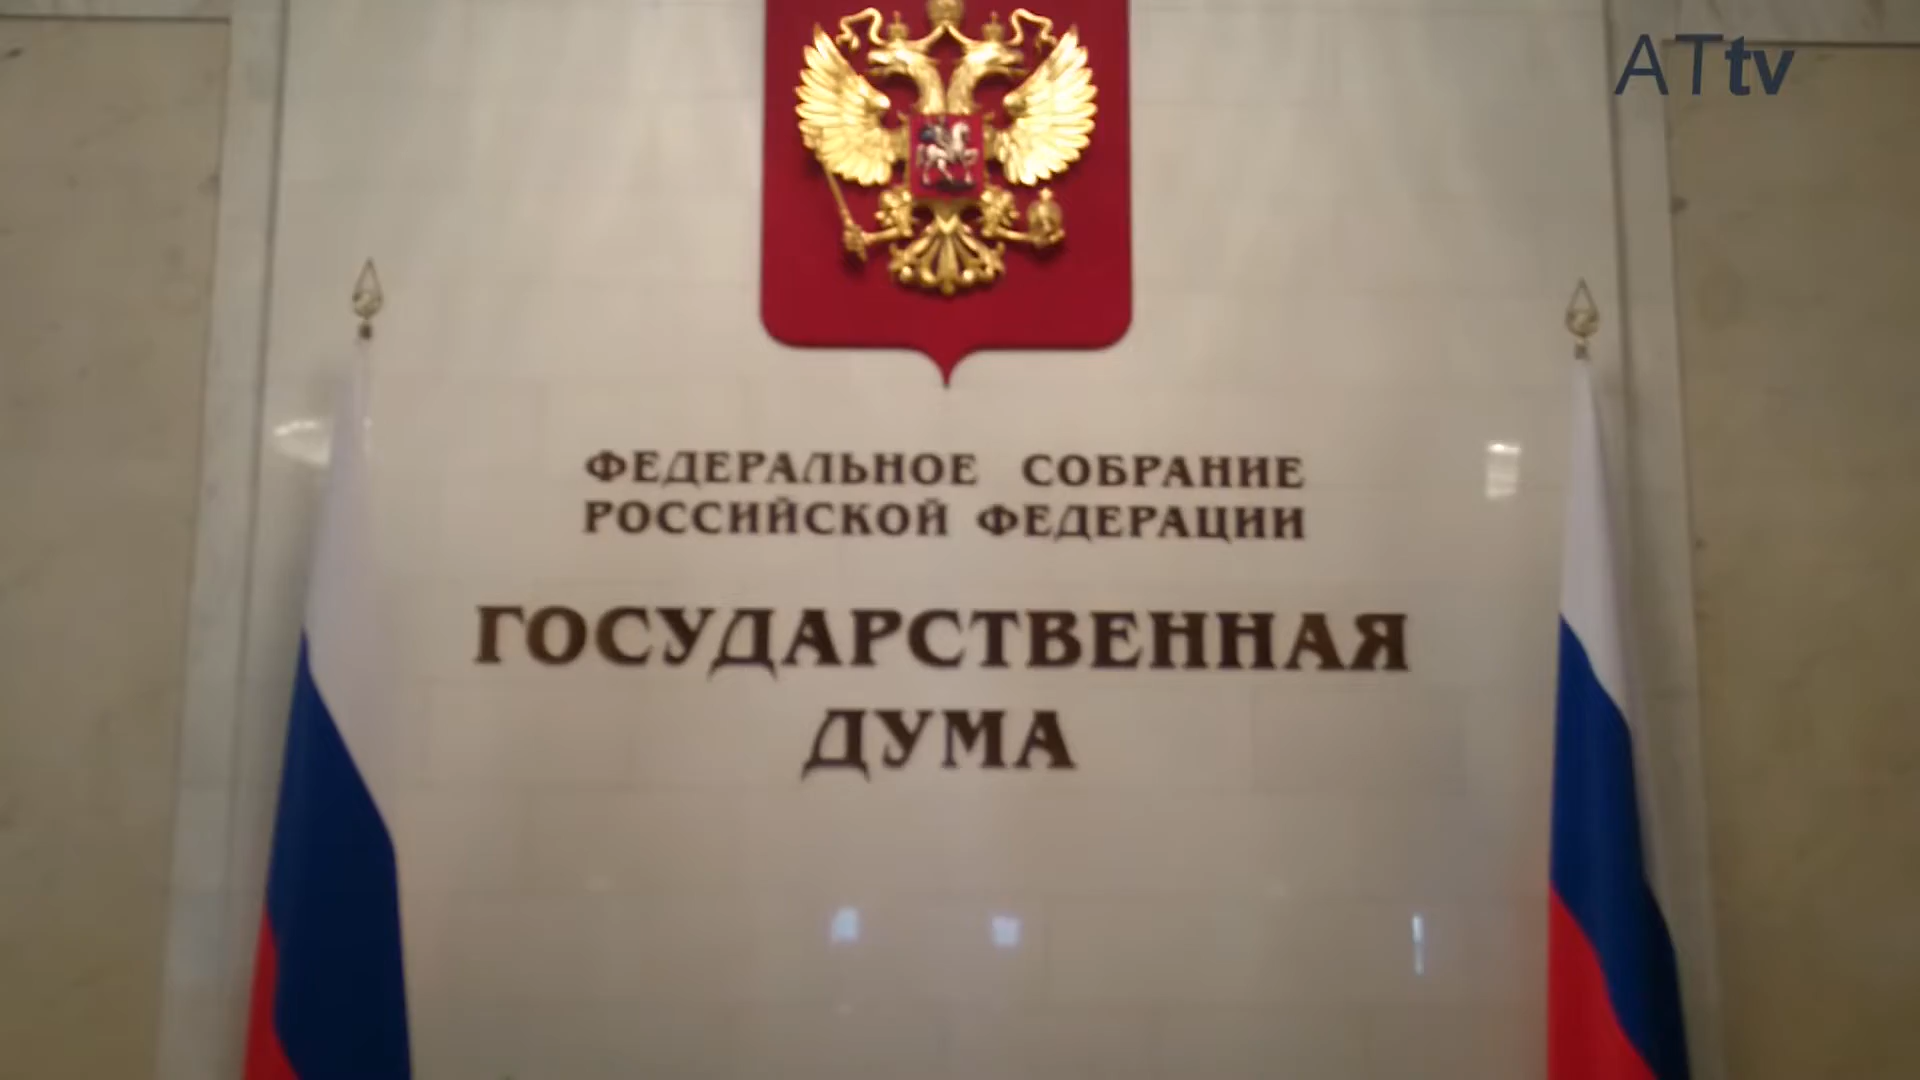 ATtv
ФЕДЕРАЛЬНОЕ СОБРАНИЕ
РОССИЙСКОЙ ФЕДЕРАЦИИ
ГОСУДАРСТВЕННАЯ
ДУМА